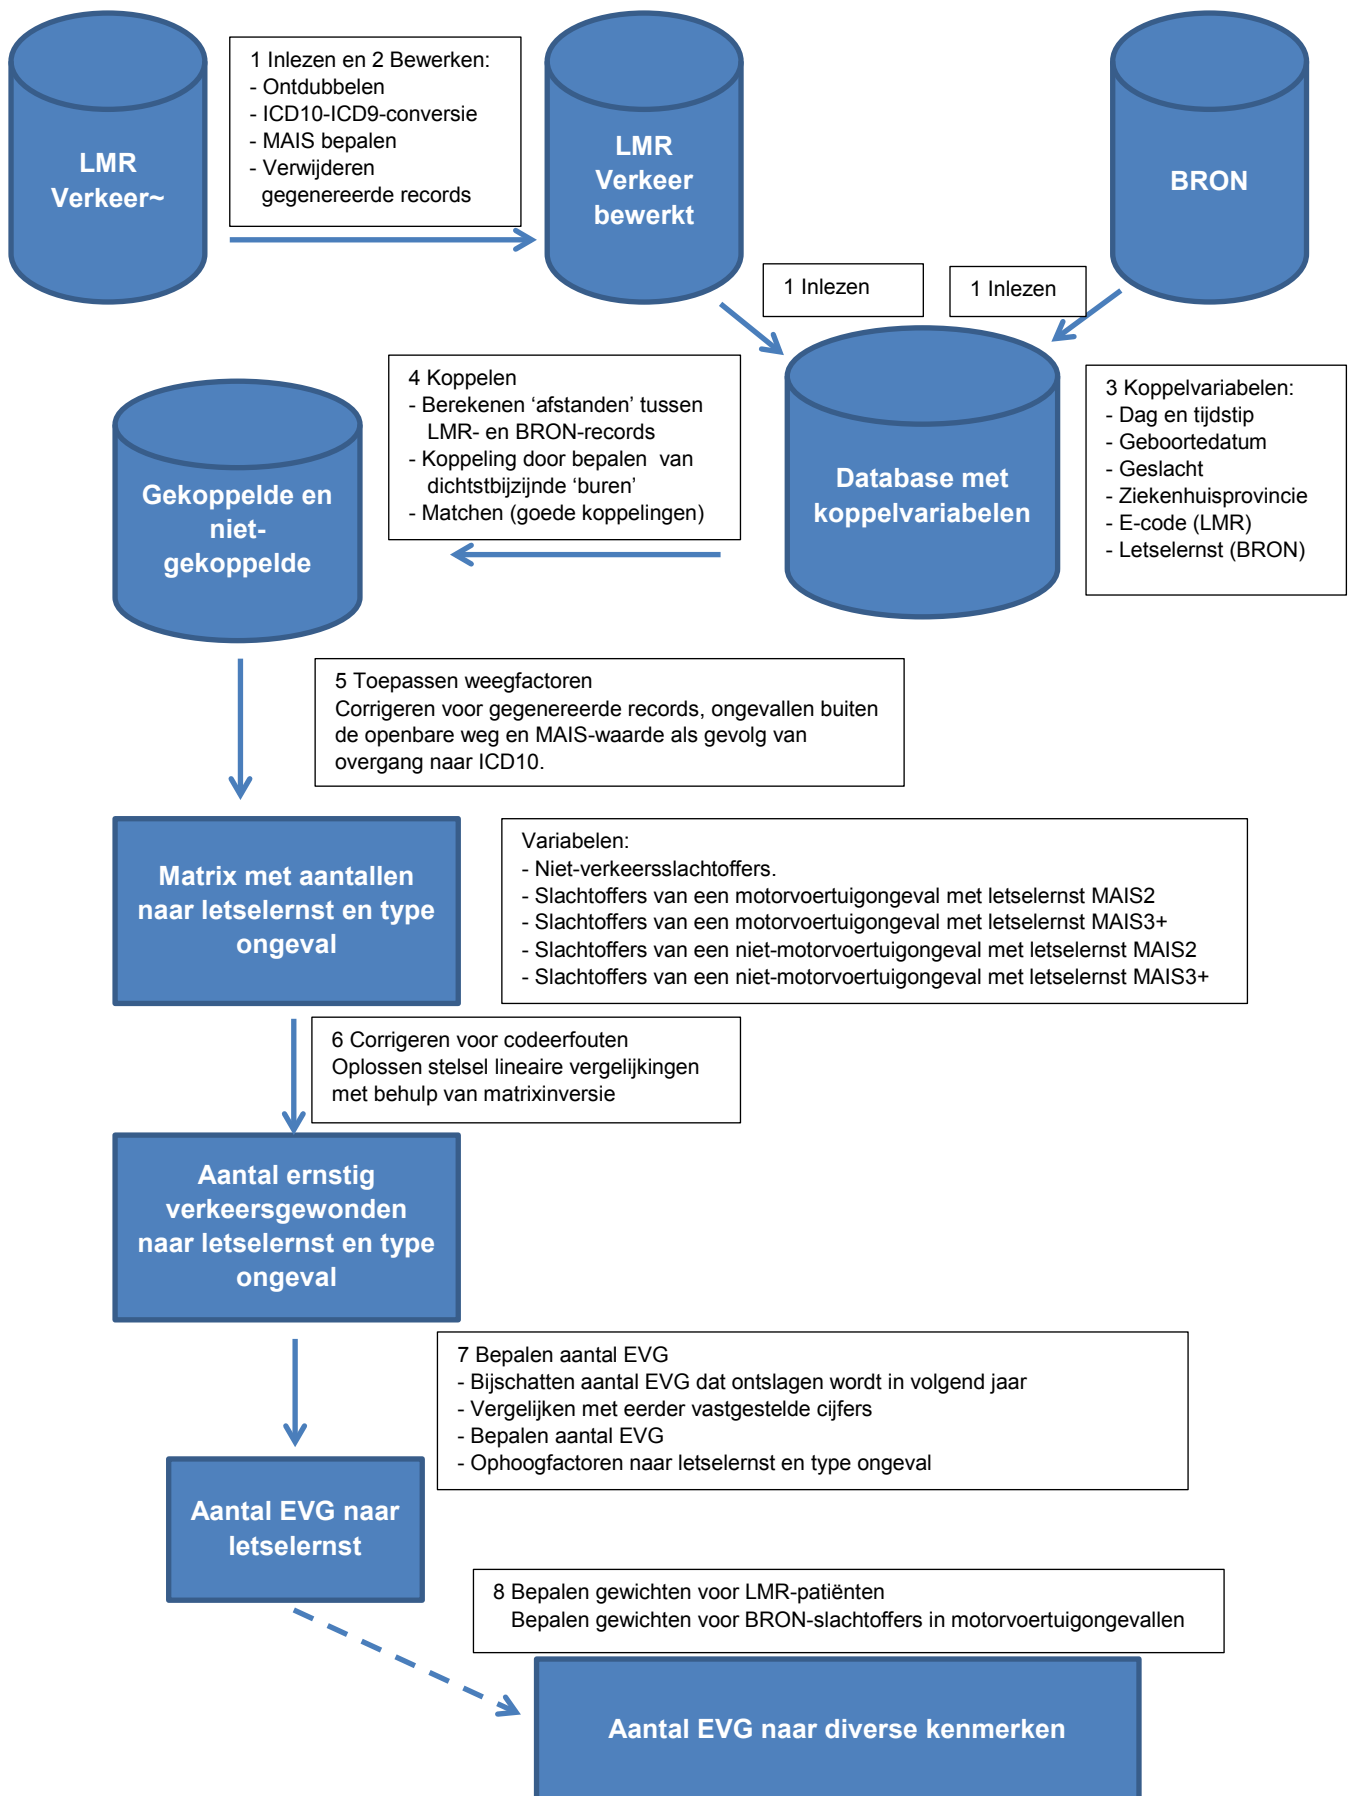 LMR
Verkeer~
1 Inlezen en 2 Bewerken:
- Ontdubbelen
- ICD10-ICD9-conversie
- MAIS bepalen
- Verwijderen
gegenereerde records
LMR
Verkeer
bewerkt
BRON
1 Inlezen
1 Inlezen
4 Koppelen
- Berekenen ‘afstanden’ tussen
LMR- en BRON-records
- Koppeling door bepalen van
dichtstbijzijnde ‘buren’
- Matchen (goede koppelingen)
Gekoppelde en
niet-
gekoppelde
Database met
koppelvariabelen
3 Koppelvariabelen:
- Dag en tijdstip
- Geboortedatum
- Geslacht
- Ziekenhuisprovincie
- E-code (LMR)
- Letselernst (BRON)
5 Toepassen weegfactoren
Corrigeren voor gegenereerde records, ongevallen buiten
de openbare weg en MAIS-waarde als gevolg van
overgang naar ICD10.
Matrix met aantallen
naar letselernst en type
ongeval
Variabelen:
- Niet-verkeersslachtoffers.
- Slachtoffers van een motorvoertuigongeval met letselernst MAIS2
- Slachtoffers van een motorvoertuigongeval met letselernst MAIS3+
- Slachtoffers van een niet-motorvoertuigongeval met letselernst MAIS2
- Slachtoffers van een niet-motorvoertuigongeval met letselernst MAIS3+
6 Corrigeren voor codeerfouten
Oplossen stelsel lineaire vergelijkingen
met behulp van matrixinversie
Aantal ernstig
verkeersgewonden
naar letselernst en type
ongeval
7 Bepalen aantal EVG
- Bijschatten aantal EVG dat ontslagen wordt in volgend jaar
- Vergelijken met eerder vastgestelde cijfers
- Bepalen aantal EVG
- Ophoogfactoren naar letselernst en type ongeval
Aantal EVG naar
letselernst
8 Bepalen gewichten voor LMR-patiënten
Bepalen gewichten voor BRON-slachtoffers in motorvoertuigongevallen
Aantal EVG naar diverse kenmerken